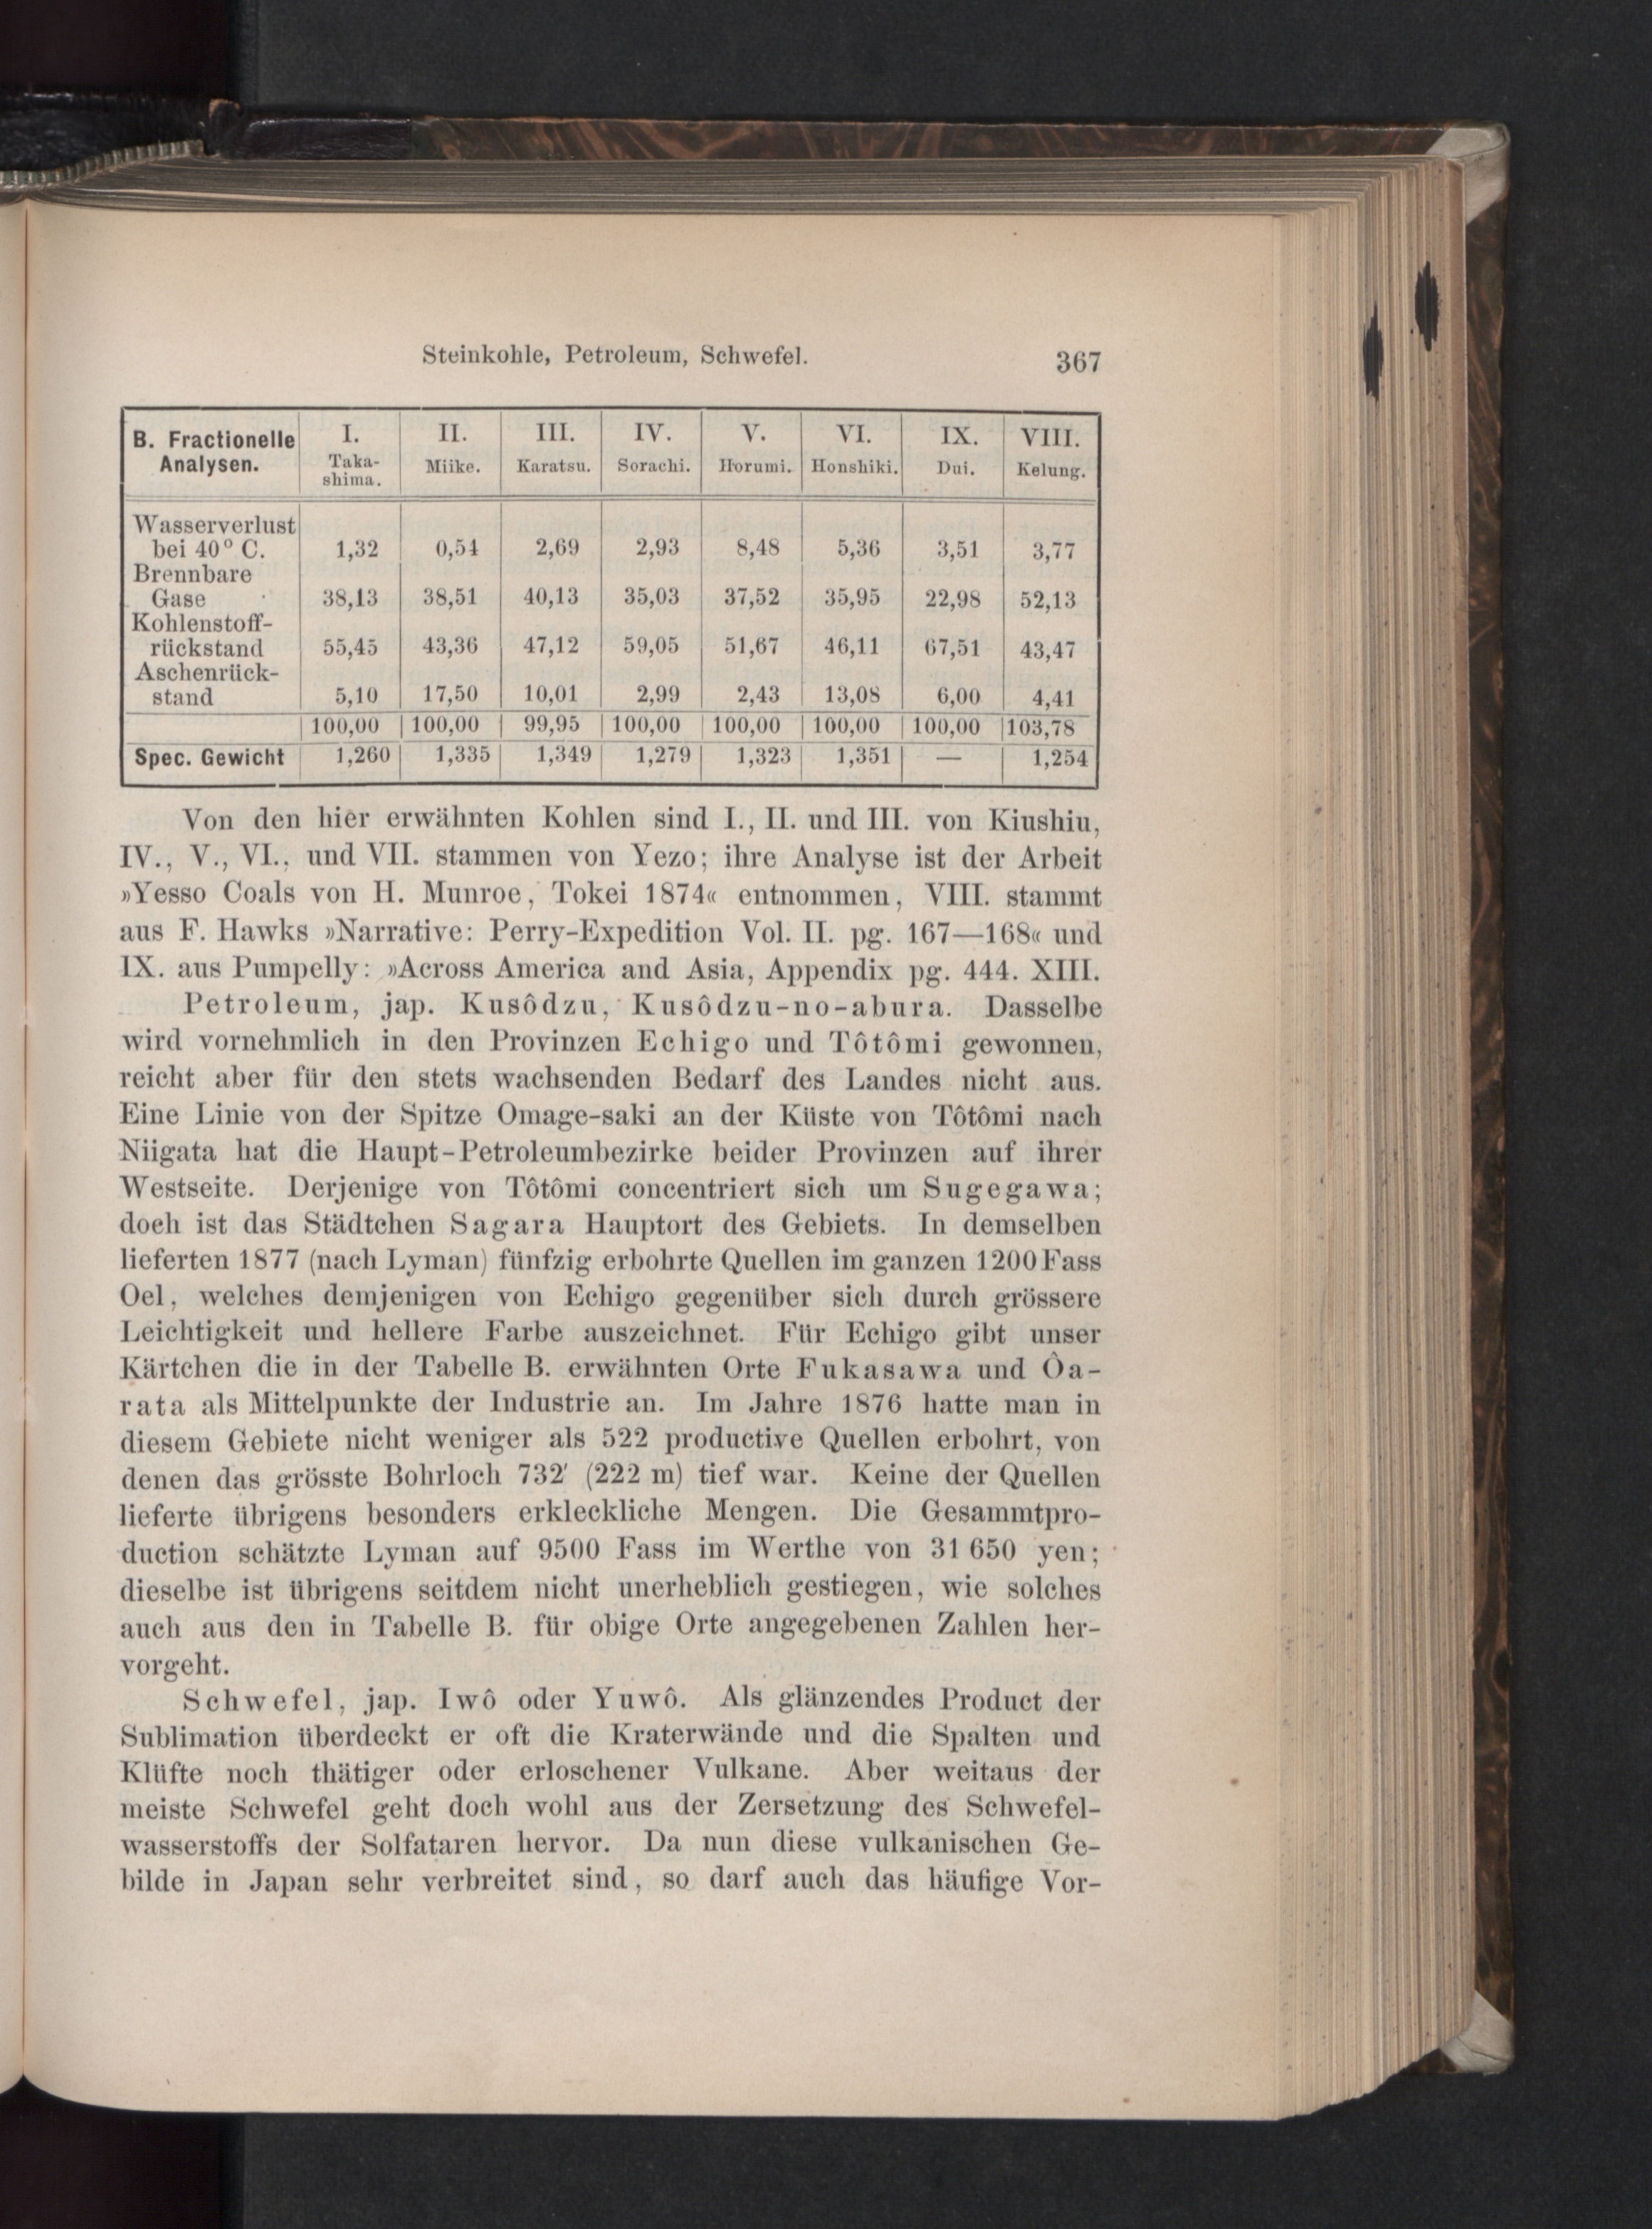 Steinkohle, Petroleum, Schwefel. 367
B. Fractionelle Analysen. | I. Taka-shima. | II. Miike. | III. Karatsu. | IV. Sorachi. | V. Horumi. | VI. Honshiki. | IX. Dui. | VIII. Kelung.
Wasserverlust
bei 40° C. 1,32 0,54 2,69 2,93 8,48 5,36 3,51 3,77
Brennbare
Gase 38,13 38,51 40,13 35,03 37,52 35,95 22,98 52,13
Kohlenstoff-
rückstand 55,45 43,36 47,12 59,05 51,67 46,11 67,51 43,47
Aschenrück-
stand 5,10 17,50 10,01 2,99 2,43 13,08 6,00 4,41
100,00 100,00 99,95 100,00 100,00 100,00 100,00 103,78
Spec. Gewicht 1,260 1,335 1,349 1,279 1,323 1,351 — 1,254
Von den hier erwähnten Kohlen sind I., II. und III. von Kiushiu,
IV., V., VI., und VII. stammen von Yezo; ihre Analyse ist der Arbeit
»Yesso Coals von H. Munroe, Tokei 1874« entnommen, VIII. stammt
aus F. Hawks »Narrative: Perry-Expedition Vol. II. pg. 167—168« und
IX. aus Pumpelly: »Across America and Asia, Appendix pg. 444. XIII.
Petroleum, jap. Kusôdzu, Kusôdzu-no-abura. Dasselbe
wird vornehmlich in den Provinzen Echigo und Tôtômi gewonnen,
reicht aber für den stets wachsenden Bedarf des Landes nicht aus.
Eine Linie von der Spitze Omage-saki an der Küste von Tôtômi nach
Niigata hat die Haupt-Petroleumbezirke beider Provinzen auf ihrer
Westseite. Derjenige von Tôtômi concentriert sich um Sugegawa;
doch ist das Städtchen Sagara Hauptort des Gebiets. In demselben
lieferten 1877 (nach Lyman) fünfzig erbohrte Quellen im ganzen 1200 Fass
Oel, welches demjenigen von Echigo gegenüber sich durch grössere
Leichtigkeit und hellere Farbe auszeichnet. Für Echigo gibt unser
Kärtchen die in der Tabelle B. erwähnten Orte Fukasawa und Ôa-
rata als Mittelpunkte der Industrie an. Im Jahre 1876 hatte man in
diesem Gebiete nicht weniger als 522 productive Quellen erbohrt, von
denen das grösste Bohrloch 732′ (222 m) tief war. Keine der Quellen
lieferte übrigens besonders erkleckliche Mengen. Die Gesammtpro-
duction schätzte Lyman auf 9500 Fass im Werthe von 31 650 yen;
dieselbe ist übrigens seitdem nicht unerheblich gestiegen, wie solches
auch aus den in Tabelle B. für obige Orte angegebenen Zahlen her-
vorgeht.
Schwefel, jap. Iwô oder Yuwô. Als glänzendes Product der
Sublimation überdeckt er oft die Kraterwände und die Spalten und
Klüfte noch thätiger oder erloschener Vulkane. Aber weitaus der
meiste Schwefel geht doch wohl aus der Zersetzung des Schwefel-
wasserstoffs der Solfataren hervor. Da nun diese vulkanischen Ge-
bilde in Japan sehr verbreitet sind, so darf auch das häufige Vor-